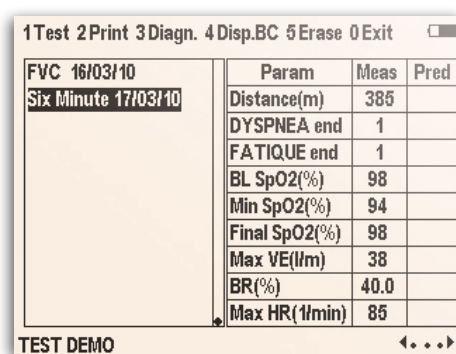 1Test 2Print 3Diagn. 4Disp.BC 5Erase 0Exit
FVC 16/03/10
Six Minute 17/03/10
Param Meas Pred
Distance(m) 385
DYSPNEA end 1
FATIQUE end 1
BL SpO2(%) 98
Min SpO2(%) 94
Final SpO2(%) 98
Max VE(l/m) 38
BR(%) 40.0
Max HR(1/min) 85
TEST DEMO